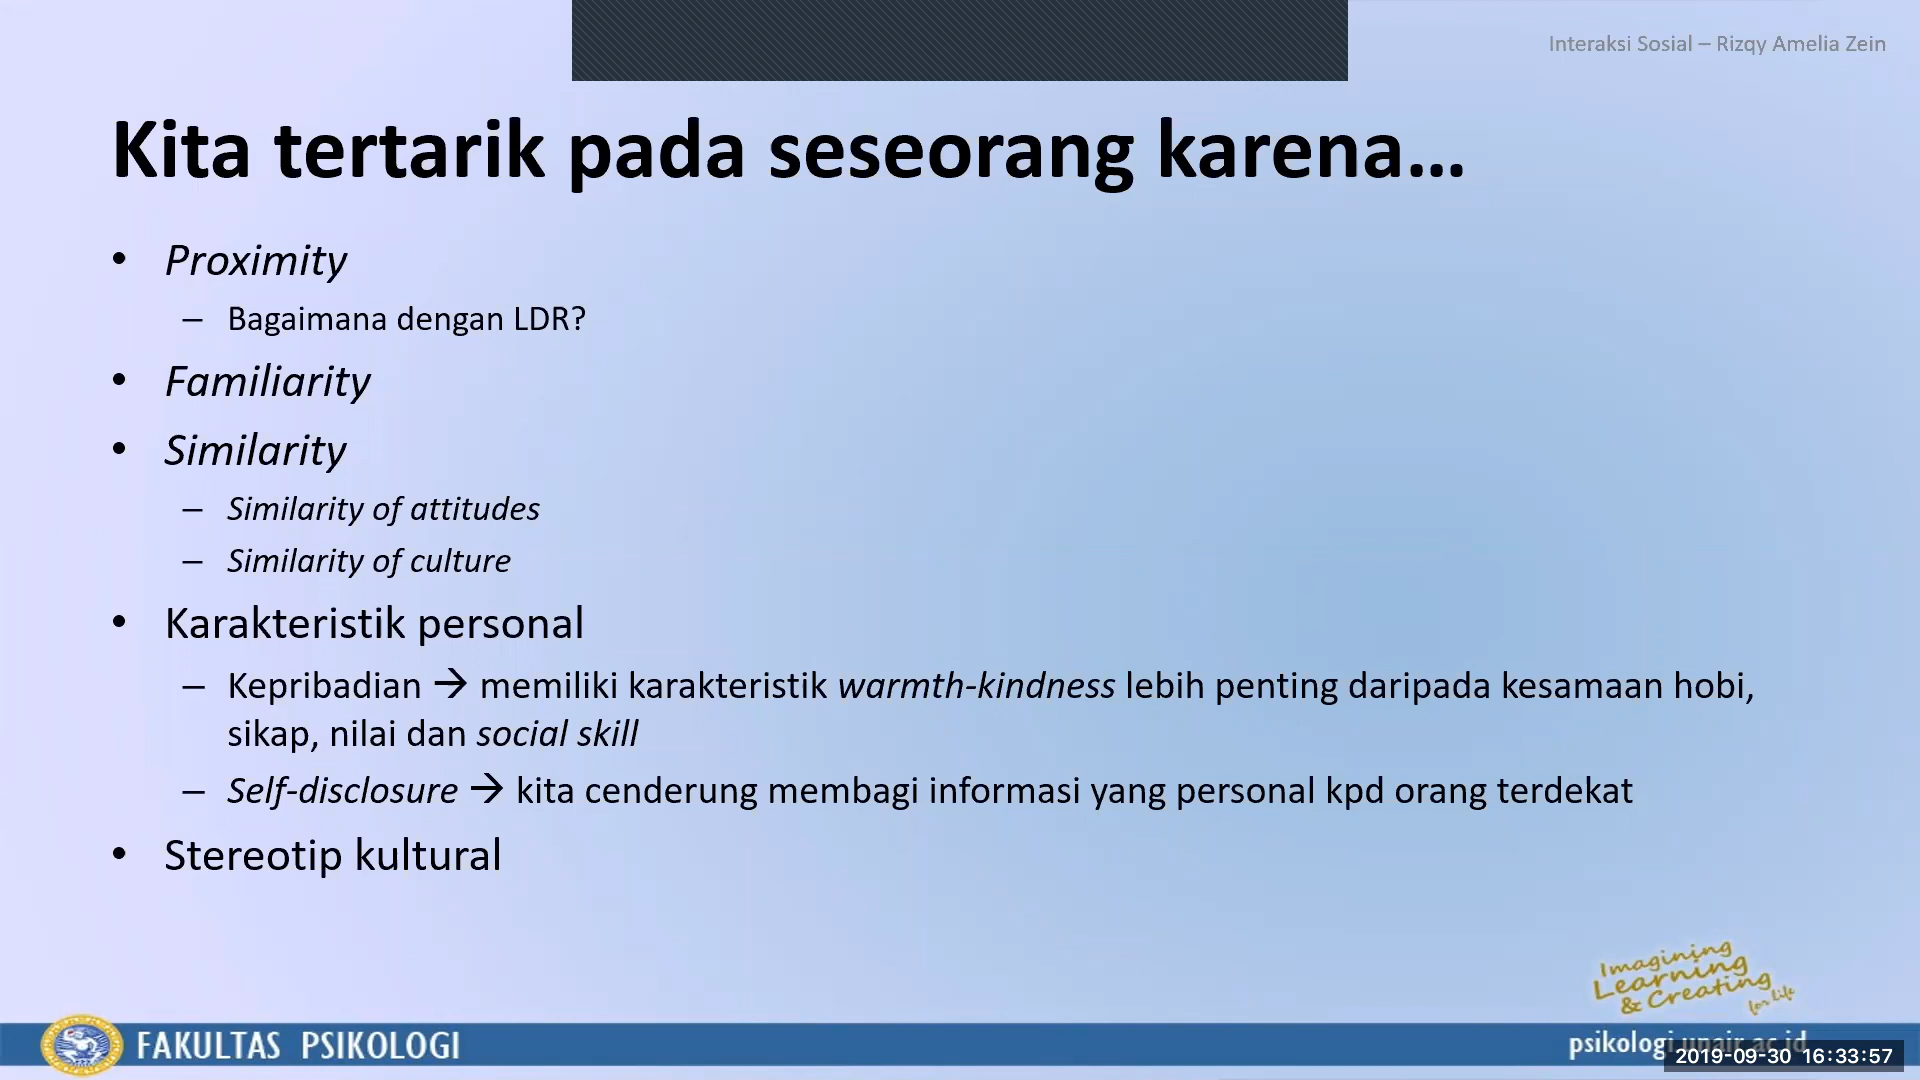 Interaksi Sosial – Rizqy Amelia Zein
Kita tertarik pada seseorang karena…
• Proximity
– Bagaimana dengan LDR?
• Familiarity
• Similarity
– Similarity of attitudes
– Similarity of culture
• Karakteristik personal
– Kepribadian → memiliki karakteristik warmth-kindness lebih penting daripada kesamaan hobi,
sikap, nilai dan social skill
– Self-disclosure → kita cenderung membagi informasi yang personal kpd orang terdekat
• Stereotip kultural
Imagining
Learning
& Creating
for life
FAKULTAS PSIKOLOGI
psikologi.unair.ac.id
2019-09-30 16:33:57